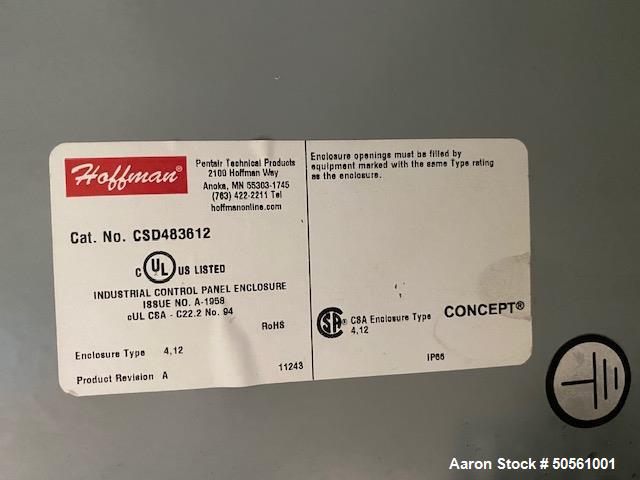 Hoffman®
Pentair Technical Products
2100 Hoffman Way
Anoka, MN 55303-1745
(763) 422-2211 Tel
hoffmanonline.com
Cat. No. CSD483612
C UL US LISTED
INDUSTRIAL CONTROL PANEL ENCLOSURE
ISSUE NO. A-1958
cUL CSA - C22.2 No. 94
RoHS
Enclosure Type 4,12
Product Revision A
11243
Enclosure openings must be filled by
equipment marked with the same Type rating
as the enclosure.
SA® CSA Enclosure Type
4,12
CONCEPT®
IP66
Aaron Stock # 50561001